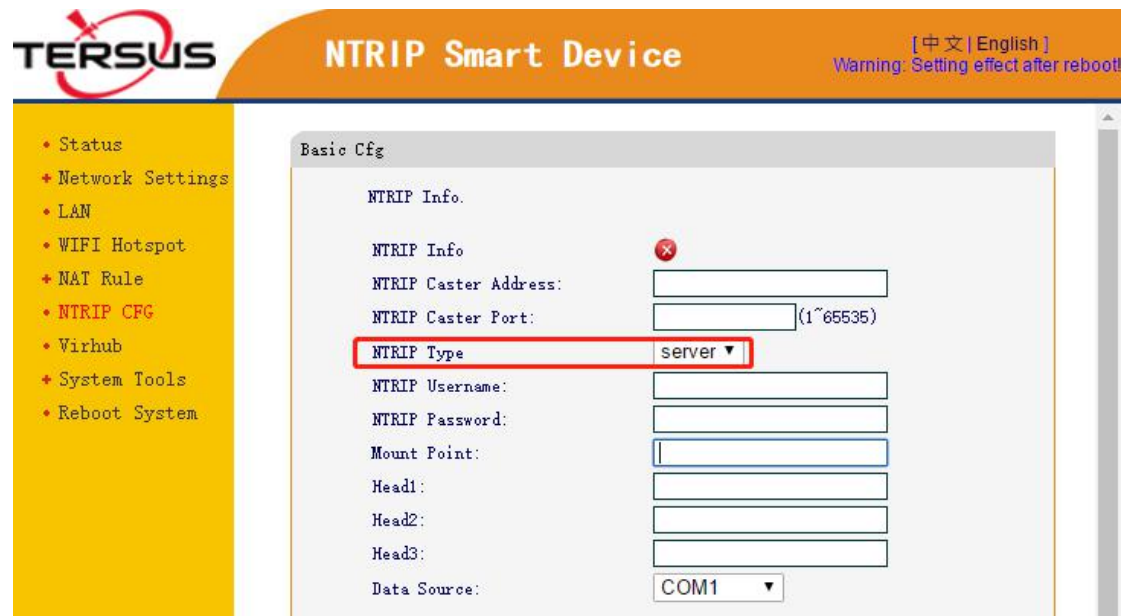 TERSUS
NTRIP Smart Device
[中文| English ]
Warning: Setting effect after reboot!
Status
Network Settings
LAN
WIFI Hotspot
NAT Rule
NTRIP CFG
Virhub
System Tools
Reboot System
Basic Cfg
NTRIP Info.
NTRIP Info
NTRIP Caster Address:
NTRIP Caster Port: (1~65535)
NTRIP Type server
NTRIP Username:
NTRIP Password:
Mount Point:
Head1:
Head2:
Head3:
Data Source: COM1